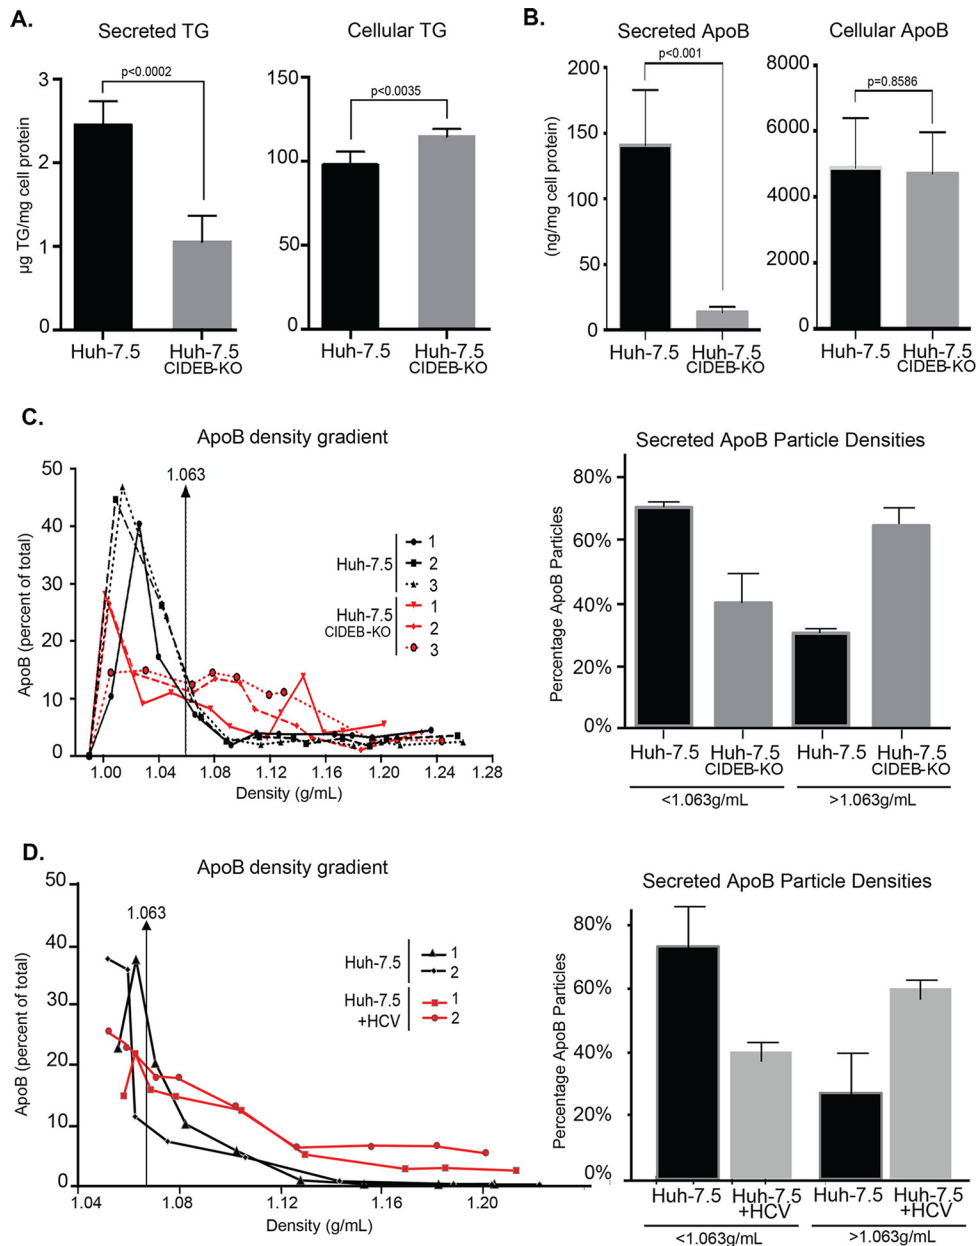 A.
Secreted TG
Cellular TG
p<0.0002
p<0.0035
µg TG/mg cell protein
3
2
1
0
150
100
50
0
Huh-7.5
Huh-7.5
CIDEB-KO
Huh-7.5
Huh-7.5
CIDEB-KO
B.
Secreted ApoB
Cellular ApoB
p<0.001
p=0.8586
(ng/mg cell protein)
200
150
100
50
0
8000
6000
4000
2000
0
Huh-7.5
Huh-7.5
CIDEB-KO
Huh-7.5
Huh-7.5
CIDEB-KO
C.
ApoB density gradient
1.063
ApoB (percent of total)
50
40
30
20
10
0
Huh-7.5
1
2
3
Huh-7.5
CIDEB-KO
1
2
3
1.00 1.04 1.08 1.12 1.16 1.20 1.24 1.28
Density (g/mL)
Secreted ApoB Particle Densities
Percentage ApoB Particles
80%
60%
40%
20%
0%
Huh-7.5
Huh-7.5
CIDEB-KO
Huh-7.5
Huh-7.5
CIDEB-KO
<1.063g/mL
>1.063g/mL
D.
ApoB density gradient
1.063
ApoB (percent of total)
50
40
30
20
10
0
Huh-7.5
1
2
Huh-7.5
+HCV
1
2
1.04 1.08 1.12 1.16 1.20
Density (g/mL)
Secreted ApoB Particle Densities
Percentage ApoB Particles
80%
60%
40%
20%
0%
Huh-7.5
Huh-7.5
+HCV
Huh-7.5
Huh-7.5
+HCV
<1.063g/mL
>1.063g/mL